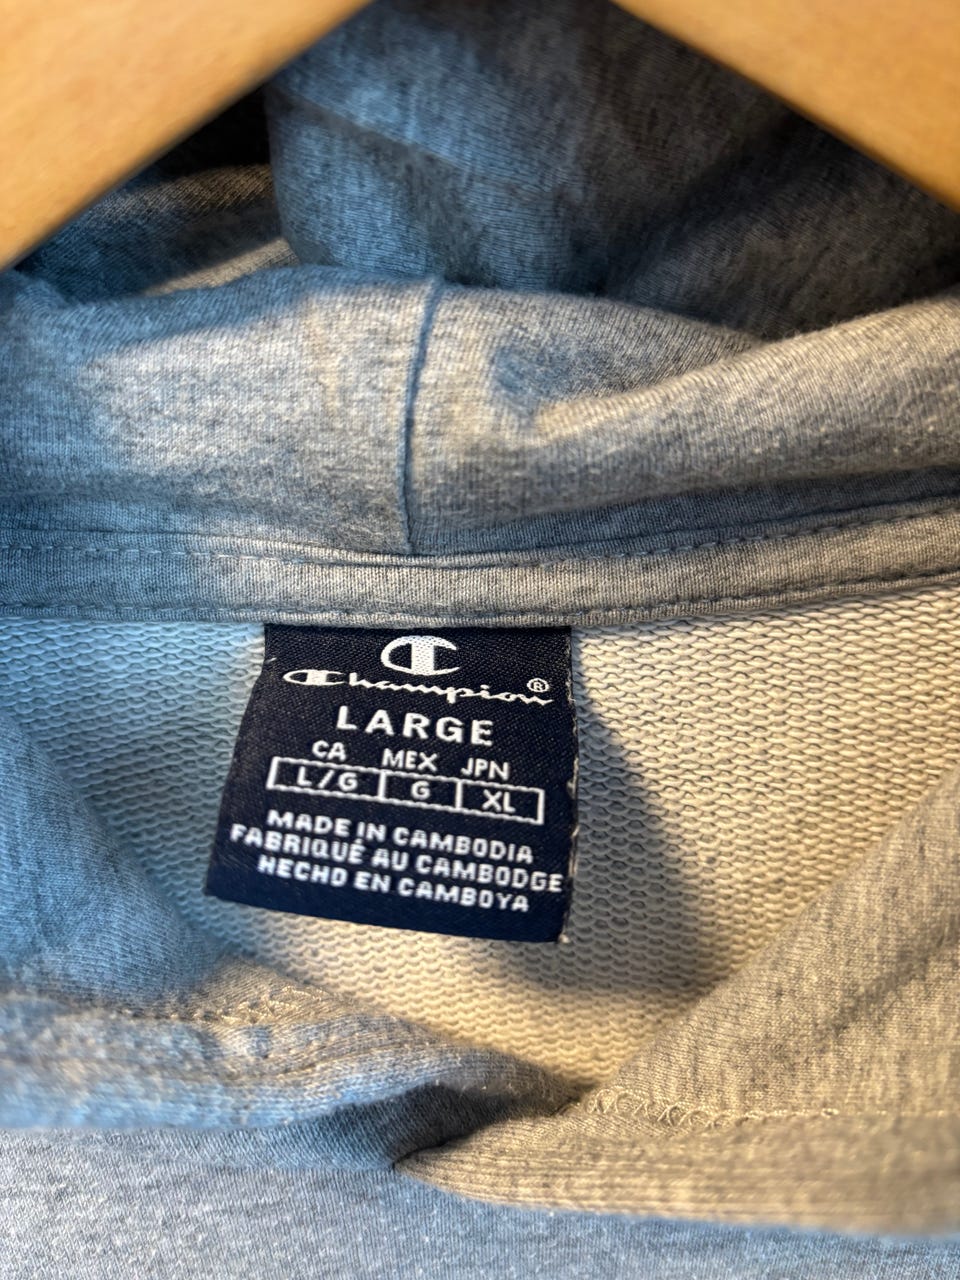 Champion®
LARGE
CA MEX JPN
L/G G XL
MADE IN CAMBODIA
FABRIQUÉ AU CAMBODGE
HECHO EN CAMBOYA